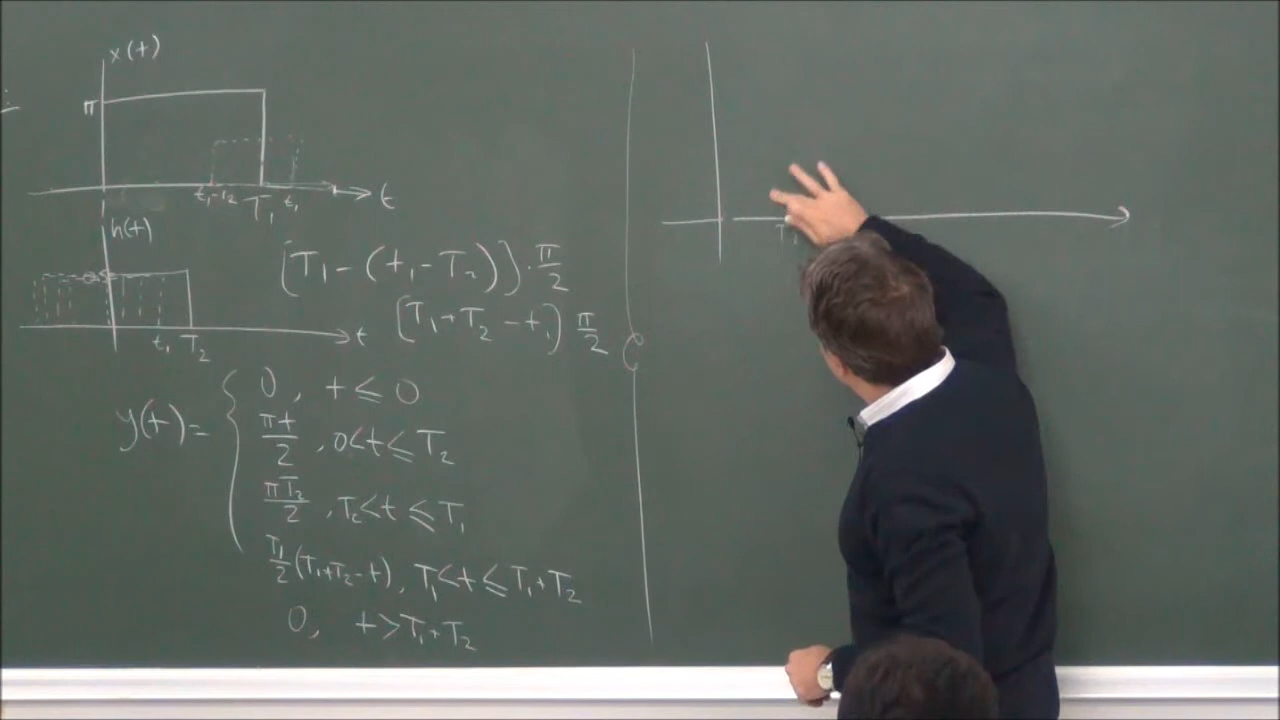 x(t)
π
t₁-T₂ T₁ t₁ t
h(t)
t₁ T₂ t
[T₁-(t₁-T₂)]·π/2
[T₁+T₂-t₁]π/2
y(t)= { 0, t≤0
πt/2, 0<t≤T₂
πT₂/2, T₂<t≤T₁
T₁/2(T₁+T₂-t), T₁<t≤T₁+T₂
0, t>T₁+T₂